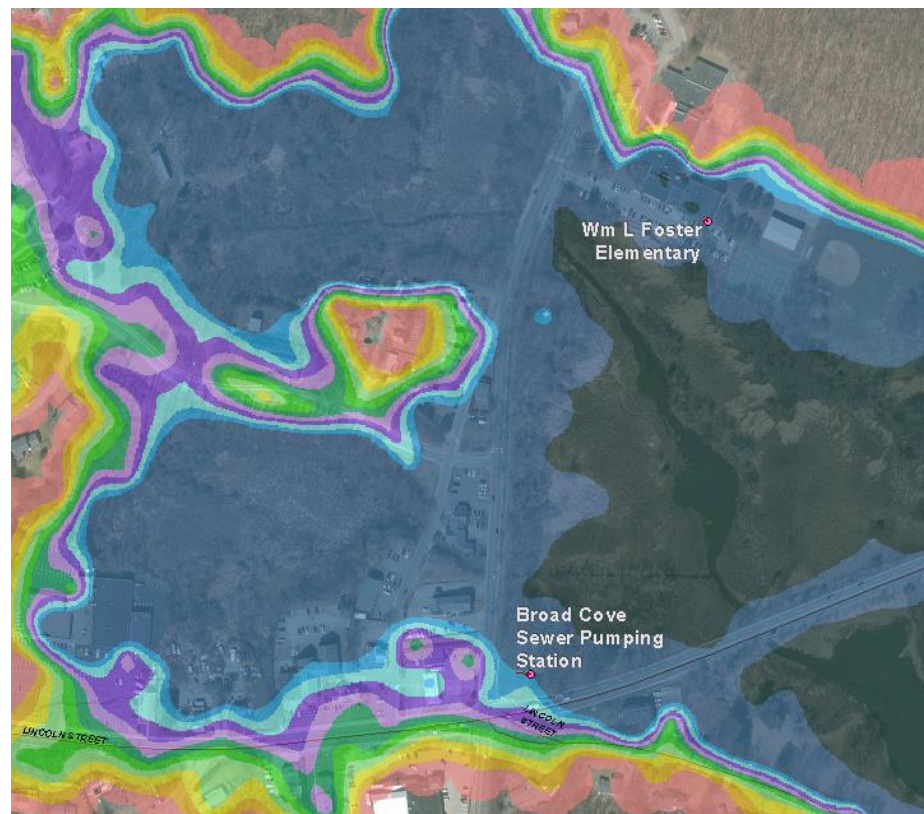 Wm L Foster
Elementary
Broad Cove
Sewer Pumping
Station
LINCOLN
STREET
LINCOLN STREET